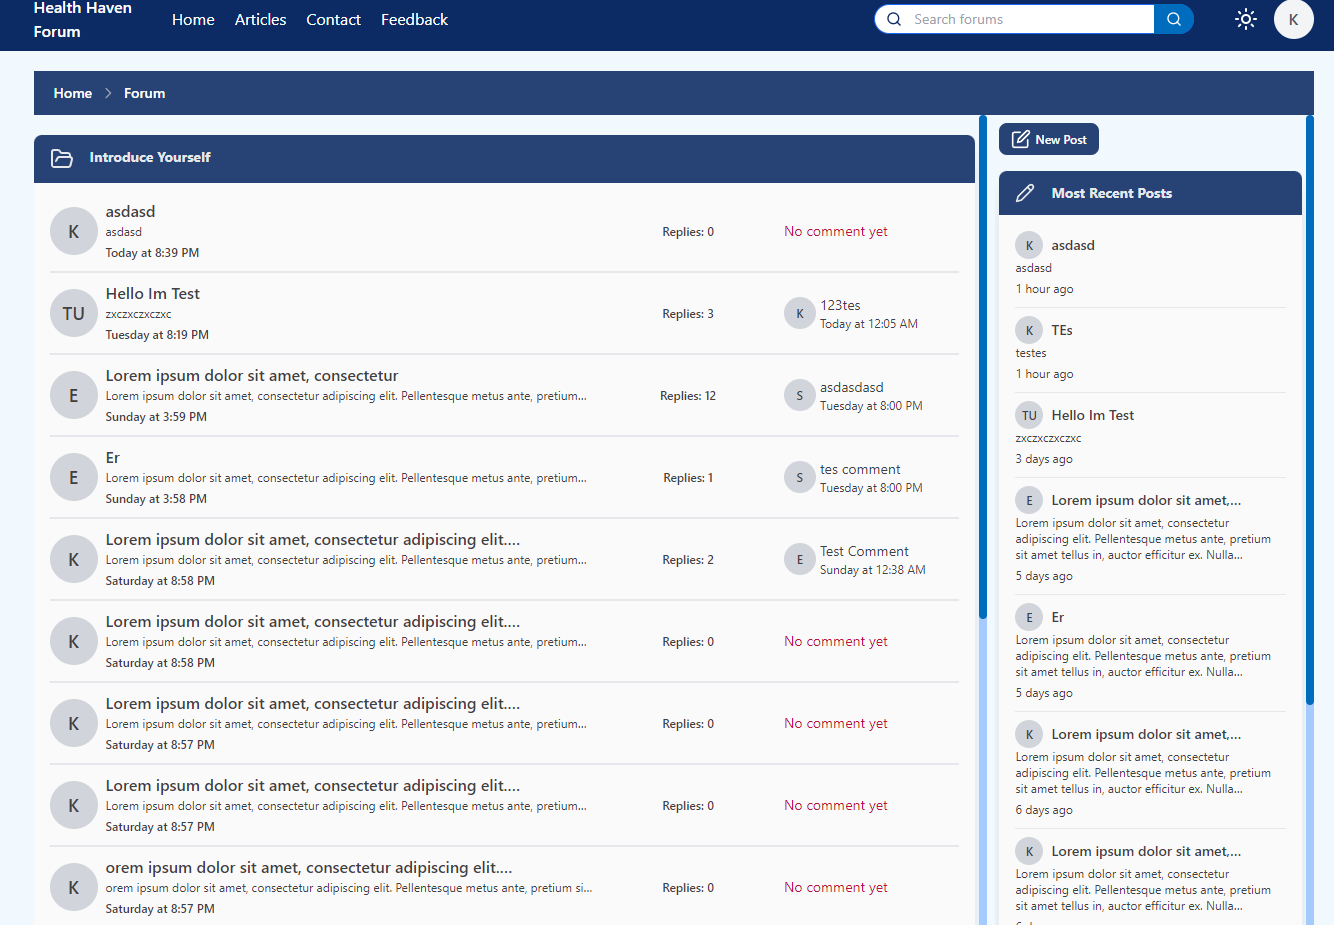 Health Haven
Forum
Home Articles Contact Feedback
Search forums
K
Home > Forum
Introduce Yourself
K
asdasd
asdasd
Today at 8:39 PM
Replies: 0
No comment yet
TU
Hello Im Test
zxczxczxczxc
Tuesday at 8:19 PM
Replies: 3
K
123tes
Today at 12:05 AM
E
Lorem ipsum dolor sit amet, consectetur
Lorem ipsum dolor sit amet, consectetur adipiscing elit. Pellentesque metus ante, pretium...
Sunday at 3:59 PM
Replies: 12
S
asdasdasd
Tuesday at 8:00 PM
E
Er
Lorem ipsum dolor sit amet, consectetur adipiscing elit. Pellentesque metus ante, pretium...
Sunday at 3:58 PM
Replies: 1
S
tes comment
Tuesday at 8:00 PM
K
Lorem ipsum dolor sit amet, consectetur adipiscing elit....
Lorem ipsum dolor sit amet, consectetur adipiscing elit. Pellentesque metus ante, pretium...
Saturday at 8:58 PM
Replies: 2
E
Test Comment
Sunday at 12:38 AM
K
Lorem ipsum dolor sit amet, consectetur adipiscing elit....
Lorem ipsum dolor sit amet, consectetur adipiscing elit. Pellentesque metus ante, pretium...
Saturday at 8:58 PM
Replies: 0
No comment yet
K
Lorem ipsum dolor sit amet, consectetur adipiscing elit....
Lorem ipsum dolor sit amet, consectetur adipiscing elit. Pellentesque metus ante, pretium...
Saturday at 8:57 PM
Replies: 0
No comment yet
K
Lorem ipsum dolor sit amet, consectetur adipiscing elit....
Lorem ipsum dolor sit amet, consectetur adipiscing elit. Pellentesque metus ante, pretium...
Saturday at 8:57 PM
Replies: 0
No comment yet
K
orem ipsum dolor sit amet, consectetur adipiscing elit....
orem ipsum dolor sit amet, consectetur adipiscing elit. Pellentesque metus ante, pretium si...
Saturday at 8:57 PM
Replies: 0
No comment yet
New Post
Most Recent Posts
K asdasd
asdasd
1 hour ago
K TEs
testes
1 hour ago
TU Hello Im Test
zxczxczxczxc
3 days ago
E Lorem ipsum dolor sit amet,...
Lorem ipsum dolor sit amet, consectetur
adipiscing elit. Pellentesque metus ante, pretium
sit amet tellus in, auctor efficitur ex. Nulla...
5 days ago
E Er
Lorem ipsum dolor sit amet, consectetur
adipiscing elit. Pellentesque metus ante, pretium
sit amet tellus in, auctor efficitur ex. Nulla...
5 days ago
K Lorem ipsum dolor sit amet,...
Lorem ipsum dolor sit amet, consectetur
adipiscing elit. Pellentesque metus ante, pretium
sit amet tellus in, auctor efficitur ex. Nulla...
6 days ago
K Lorem ipsum dolor sit amet,...
Lorem ipsum dolor sit amet, consectetur
adipiscing elit. Pellentesque metus ante, pretium
sit amet tellus in, auctor efficitur ex. Nulla...